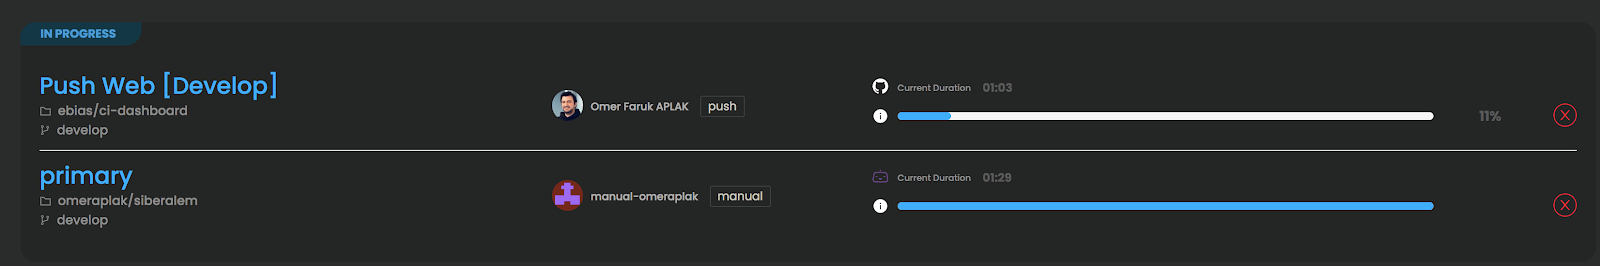 IN PROGRESS
Push Web [Develop]
ebias/ci-dashboard
develop
Omer Faruk APLAK push
Current Duration 01:03
11%
primary
omeraplak/siberalem
develop
manual-omeraplak manual
Current Duration 01:29